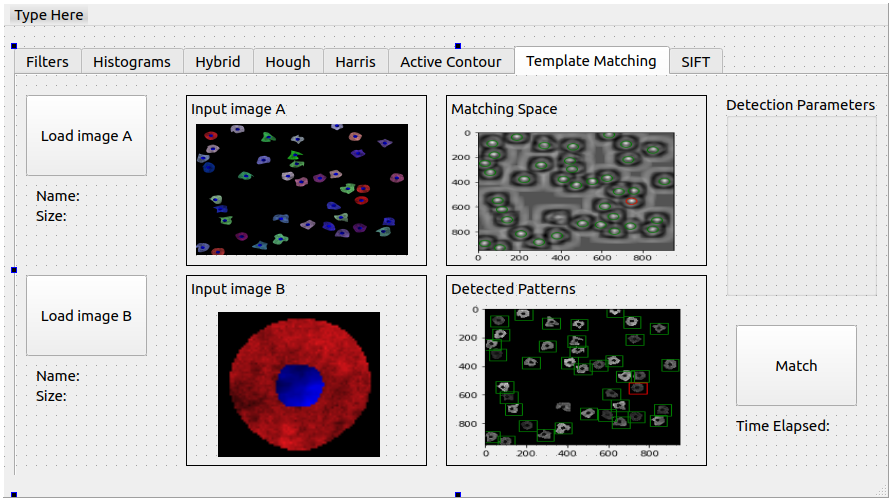 Type Here
Filters
Histograms
Hybrid
Hough
Harris
Active Contour
Template Matching
SIFT
Load image A
Name:
Size:
Input image A
Matching Space
0
200
400
600
800
0
200
400
600
800
Detection Parameters
Load image B
Name:
Size:
Input image B
Detected Patterns
0
200
400
600
800
0
200
400
600
800
Match
Time Elapsed: